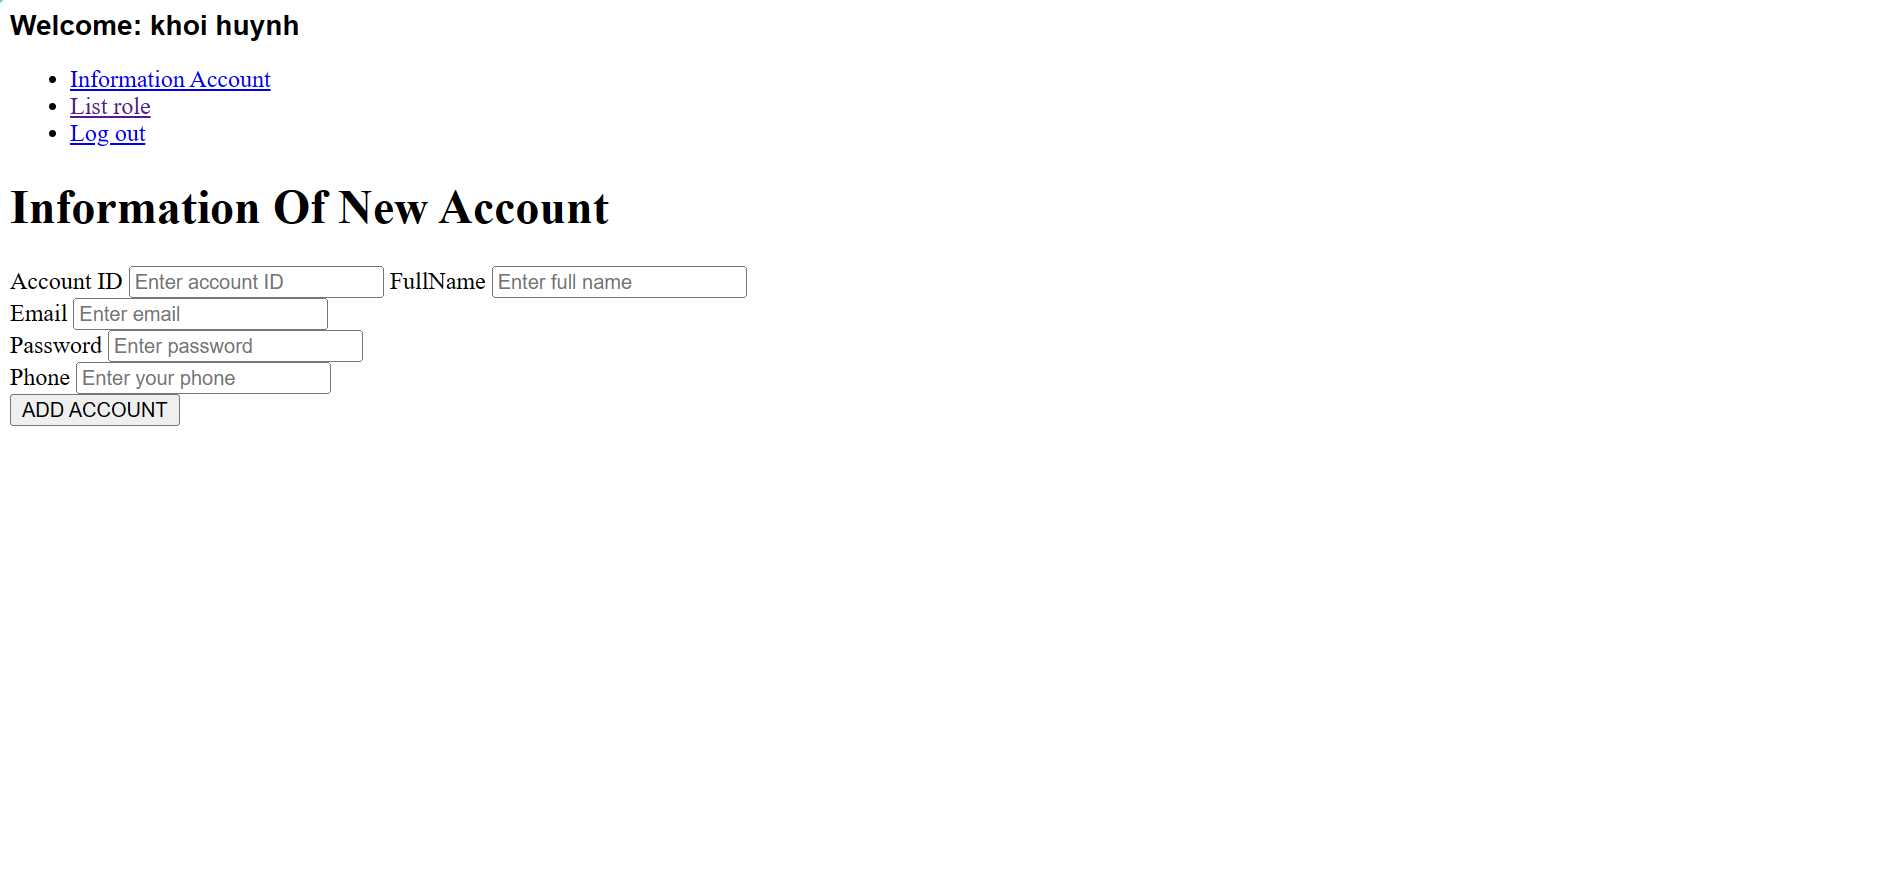 Welcome: khoi huynh
Information Account
List role
Log out
Information Of New Account
Account ID Enter account ID FullName Enter full name
Email Enter email
Password Enter password
Phone Enter your phone
ADD ACCOUNT